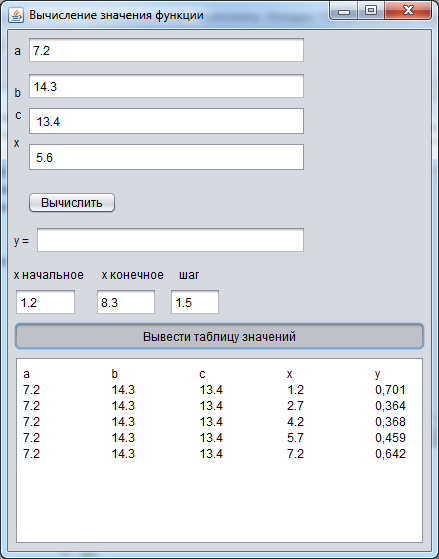 Вычисление значения функции
a 7.2
b 14.3
c 13.4
x 5.6
Вычислить
y =
x начальное x конечное шаг
1.2 8.3 1.5
Вывести таблицу значений
a b c x y
7.2 14.3 13.4 1.2 0,701
7.2 14.3 13.4 2.7 0,364
7.2 14.3 13.4 4.2 0,368
7.2 14.3 13.4 5.7 0,459
7.2 14.3 13.4 7.2 0,642